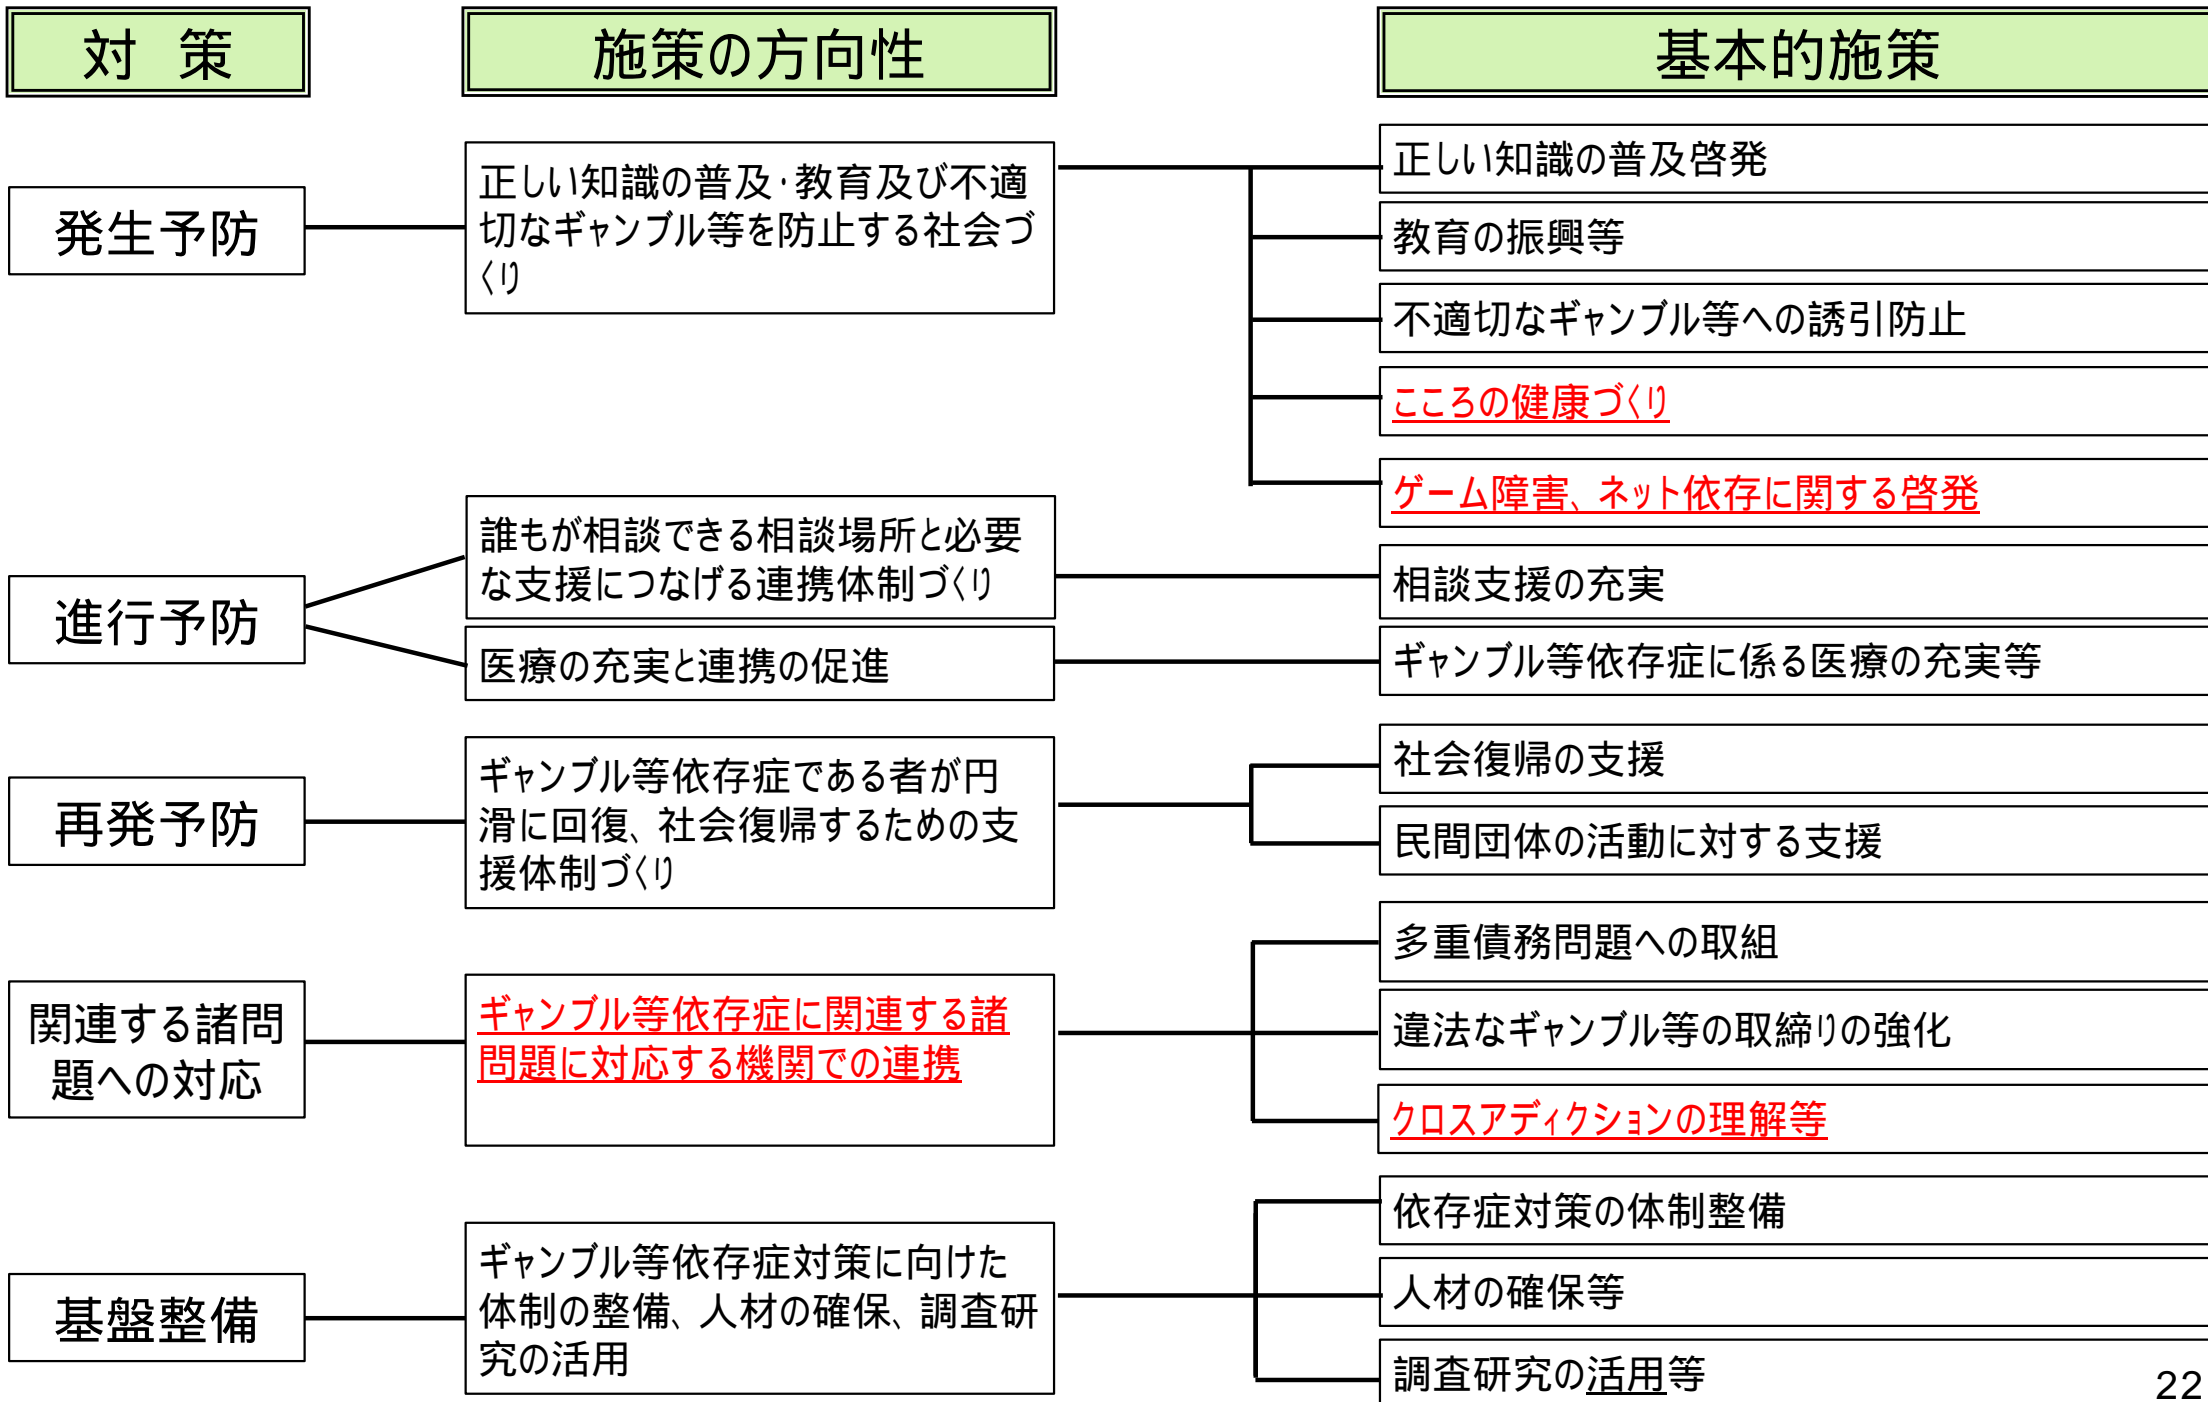 対　策
施策の方向性
基本的施策
発生予防
正しい知識の普及・教育及び不適
切なギャンブル等を防止する社会づ
くり
正しい知識の普及啓発
教育の振興等
不適切なギャンブル等への誘引防止
こころの健康づくり
ゲーム障害、ネット依存に関する啓発
進行予防
誰もが相談できる相談場所と必要
な支援につなげる連携体制づくり
相談支援の充実
医療の充実と連携の促進
ギャンブル等依存症に係る医療の充実等
再発予防
ギャンブル等依存症である者が円
滑に回復、社会復帰するための支
援体制づくり
社会復帰の支援
民間団体の活動に対する支援
関連する諸問
題への対応
ギャンブル等依存症に関連する諸
問題に対応する機関での連携
多重債務問題への取組
違法なギャンブル等の取締りの強化
クロスアディクションの理解等
基盤整備
ギャンブル等依存症対策に向けた
体制の整備、人材の確保、調査研
究の活用
依存症対策の体制整備
人材の確保等
調査研究の活用等
22